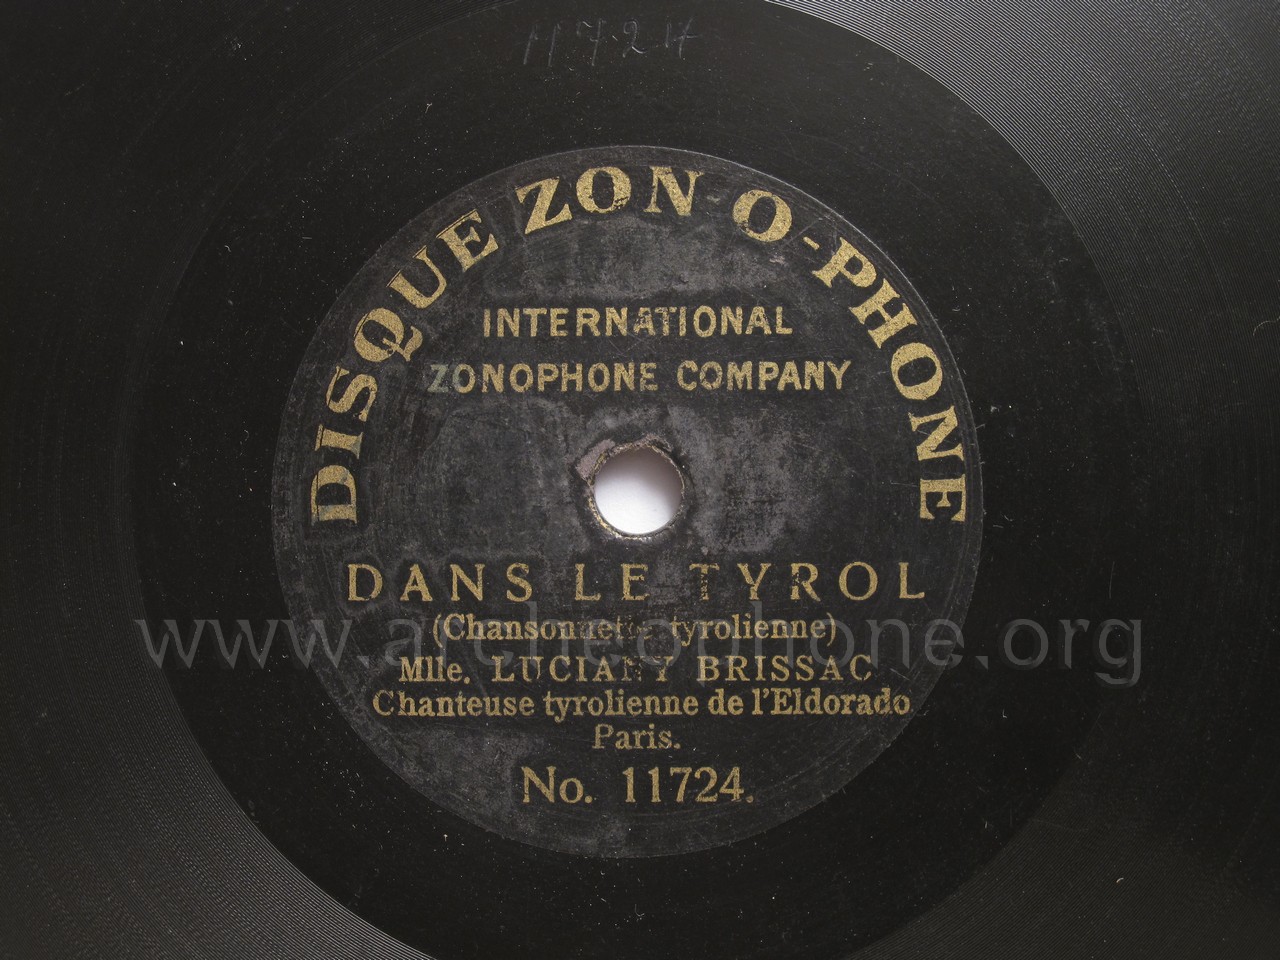 11724
DISQUE ZON-O-PHONE
INTERNATIONAL
ZONOPHONE COMPANY
DANS LE TYROL
(Chansonnette tyrolienne)
www.archeophone.org
Mlle. LUCIANY BRISSAC
Chanteuse tyrolienne de l'Eldorado
Paris.
No. 11724.